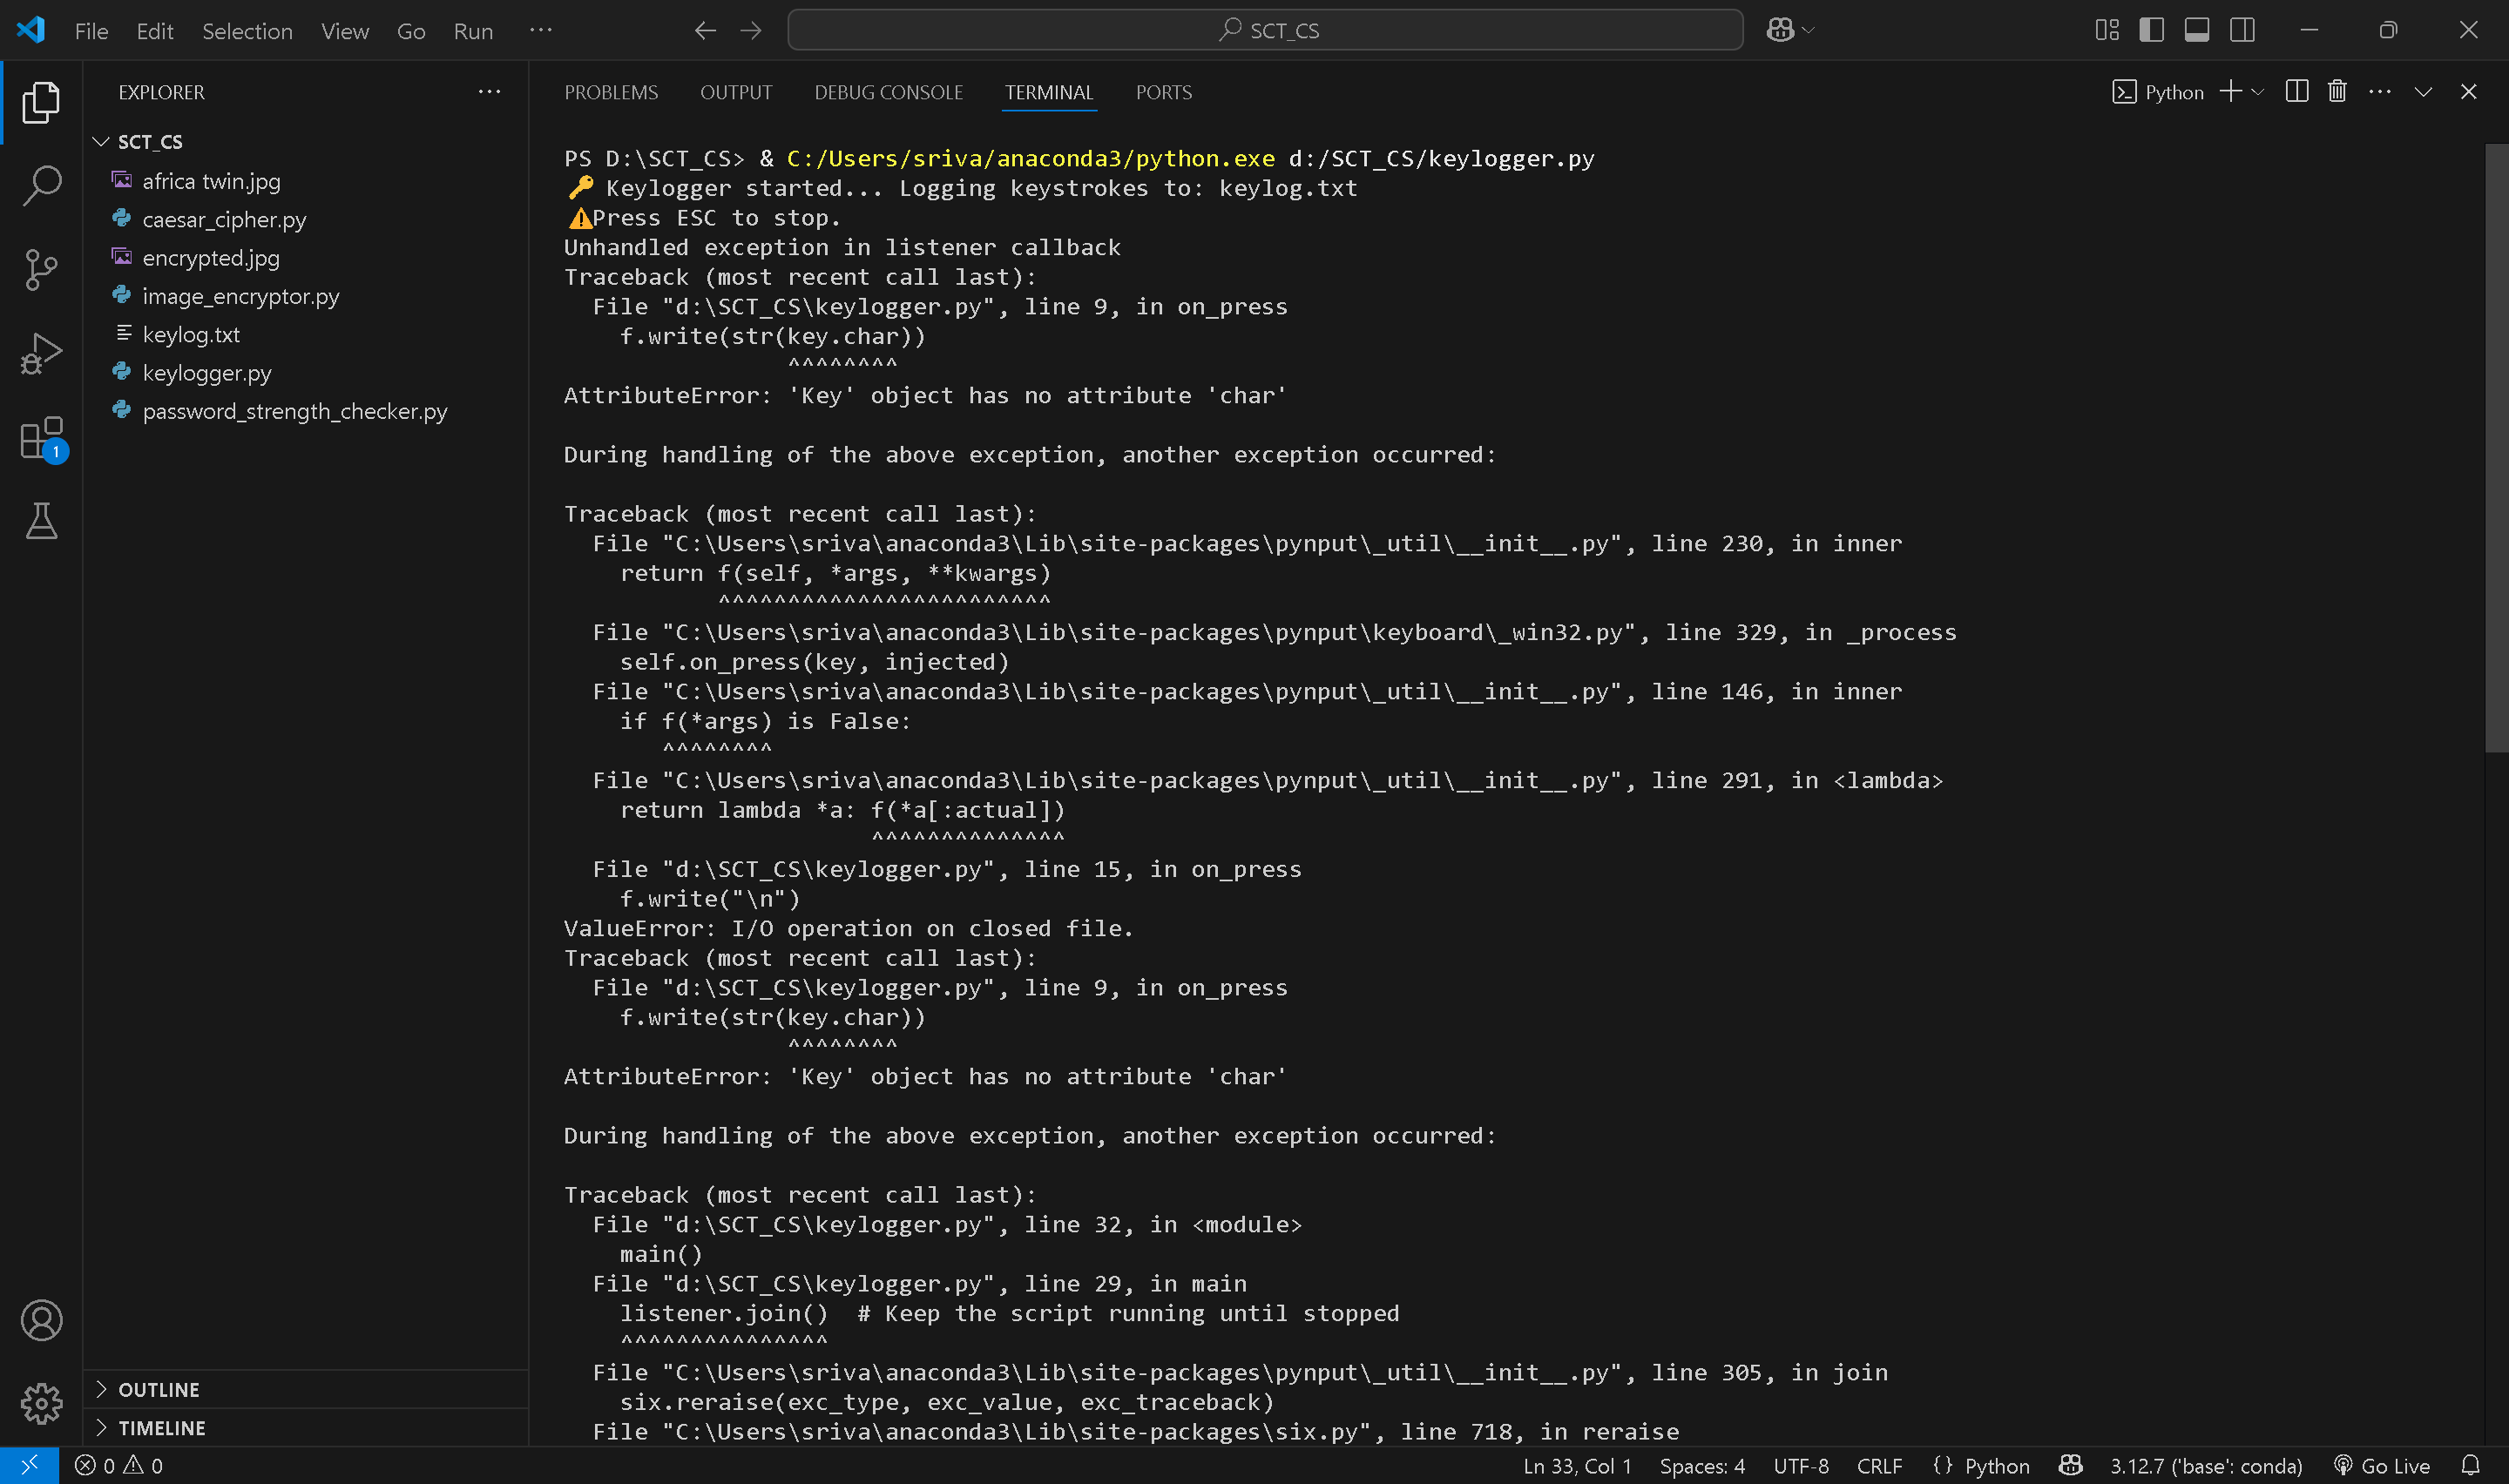 File Edit Selection View Go Run ···
SCT_CS
EXPLORER
SCT_CS
africa twin.jpg
caesar_cipher.py
encrypted.jpg
image_encryptor.py
keylog.txt
keylogger.py
password_strength_checker.py
1
OUTLINE
TIMELINE
PROBLEMS OUTPUT DEBUG CONSOLE TERMINAL PORTS
Python
PS D:\SCT_CS> & C:/Users/sriva/anaconda3/python.exe d:/SCT_CS/keylogger.py
🔑 Keylogger started... Logging keystrokes to: keylog.txt
⚠️Press ESC to stop.
Unhandled exception in listener callback
Traceback (most recent call last):
  File "d:\SCT_CS\keylogger.py", line 9, in on_press
    f.write(str(key.char))
                ^^^^^^^^
AttributeError: 'Key' object has no attribute 'char'
During handling of the above exception, another exception occurred:
Traceback (most recent call last):
  File "C:\Users\sriva\anaconda3\Lib\site-packages\pynput\_util\__init__.py", line 230, in inner
    return f(self, *args, **kwargs)
           ^^^^^^^^^^^^^^^^^^^^^^^^
  File "C:\Users\sriva\anaconda3\Lib\site-packages\pynput\keyboard\_win32.py", line 329, in _process
    self.on_press(key, injected)
  File "C:\Users\sriva\anaconda3\Lib\site-packages\pynput\_util\__init__.py", line 146, in inner
    if f(*args) is False:
       ^^^^^^^^
  File "C:\Users\sriva\anaconda3\Lib\site-packages\pynput\_util\__init__.py", line 291, in <lambda>
    return lambda *a: f(*a[:actual])
                      ^^^^^^^^^^^^^^
  File "d:\SCT_CS\keylogger.py", line 15, in on_press
    f.write("\n")
ValueError: I/O operation on closed file.
Traceback (most recent call last):
  File "d:\SCT_CS\keylogger.py", line 9, in on_press
    f.write(str(key.char))
                ^^^^^^^^
AttributeError: 'Key' object has no attribute 'char'
During handling of the above exception, another exception occurred:
Traceback (most recent call last):
  File "d:\SCT_CS\keylogger.py", line 32, in <module>
    main()
  File "d:\SCT_CS\keylogger.py", line 29, in main
    listener.join()  # Keep the script running until stopped
    ^^^^^^^^^^^^^^^
  File "C:\Users\sriva\anaconda3\Lib\site-packages\pynput\_util\__init__.py", line 305, in join
    six.reraise(exc_type, exc_value, exc_traceback)
  File "C:\Users\sriva\anaconda3\Lib\site-packages\six.py", line 718, in reraise
0 0 Ln 33, Col 1 Spaces: 4 UTF-8 CRLF {} Python 3.12.7 ('base': conda) Go Live